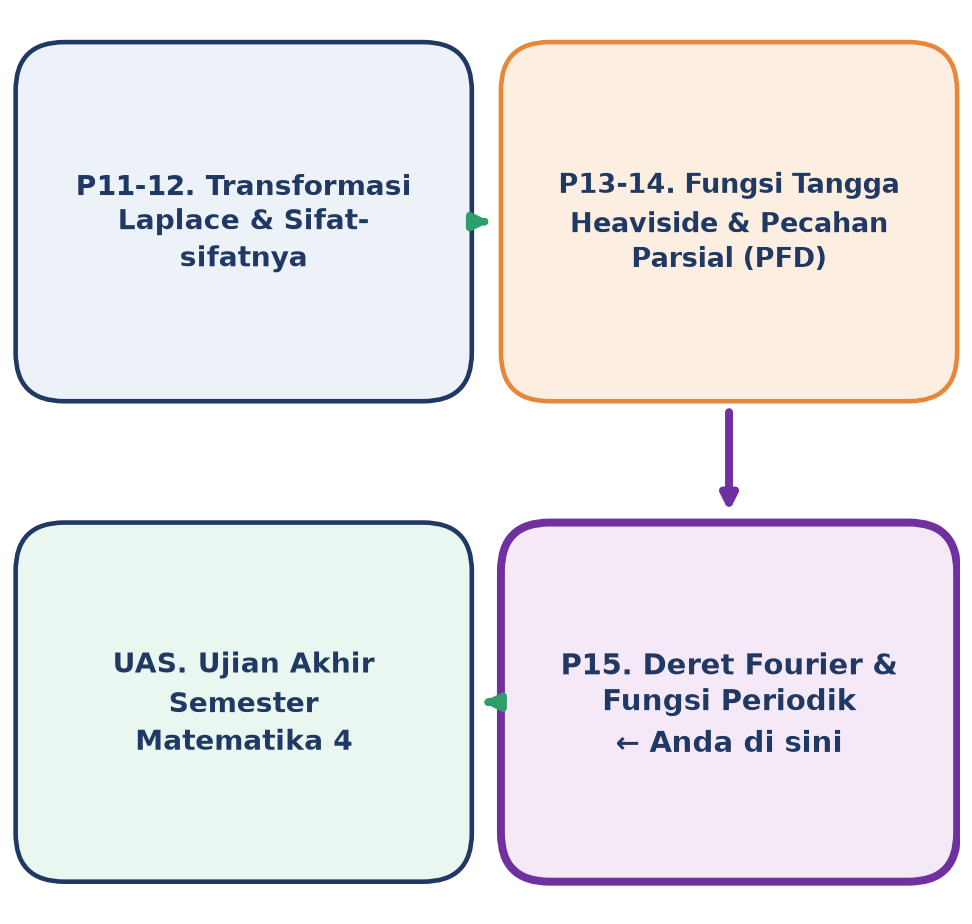 P11-12. Transformasi
Laplace & Sifat-
sifatnya
P13-14. Fungsi Tangga
Heaviside & Pecahan
Parsial (PFD)
P15. Deret Fourier &
Fungsi Periodik
← Anda di sini
UAS. Ujian Akhir
Semester
Matematika 4